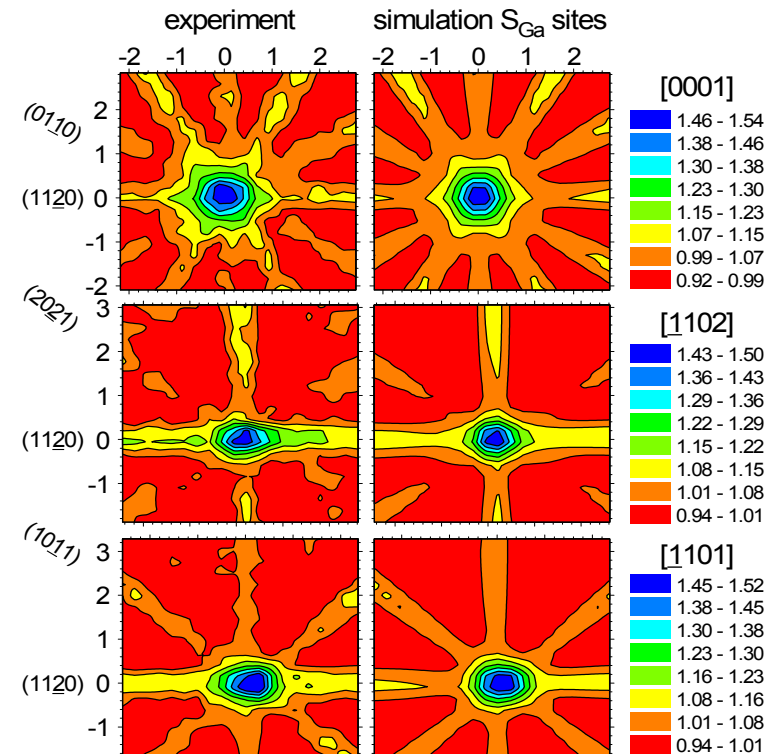 experiment
simulation S_Ga sites
-2 -1 0 1 2
-2 -1 0 1 2
[0001]
(01̲10)
(112̲0)
2
1
0
-1
-2
1.46 - 1.54
1.38 - 1.46
1.30 - 1.38
1.23 - 1.30
1.15 - 1.23
1.07 - 1.15
0.99 - 1.07
0.92 - 0.99
[1̲102]
(202̲1)
(112̲0)
3
2
1
0
-1
1.43 - 1.50
1.36 - 1.43
1.29 - 1.36
1.22 - 1.29
1.15 - 1.22
1.08 - 1.15
1.01 - 1.08
0.94 - 1.01
[1̲101]
(101̲1)
(112̲0)
3
2
1
0
-1
1.45 - 1.52
1.38 - 1.45
1.30 - 1.38
1.23 - 1.30
1.16 - 1.23
1.08 - 1.16
1.01 - 1.08
0.94 - 1.01